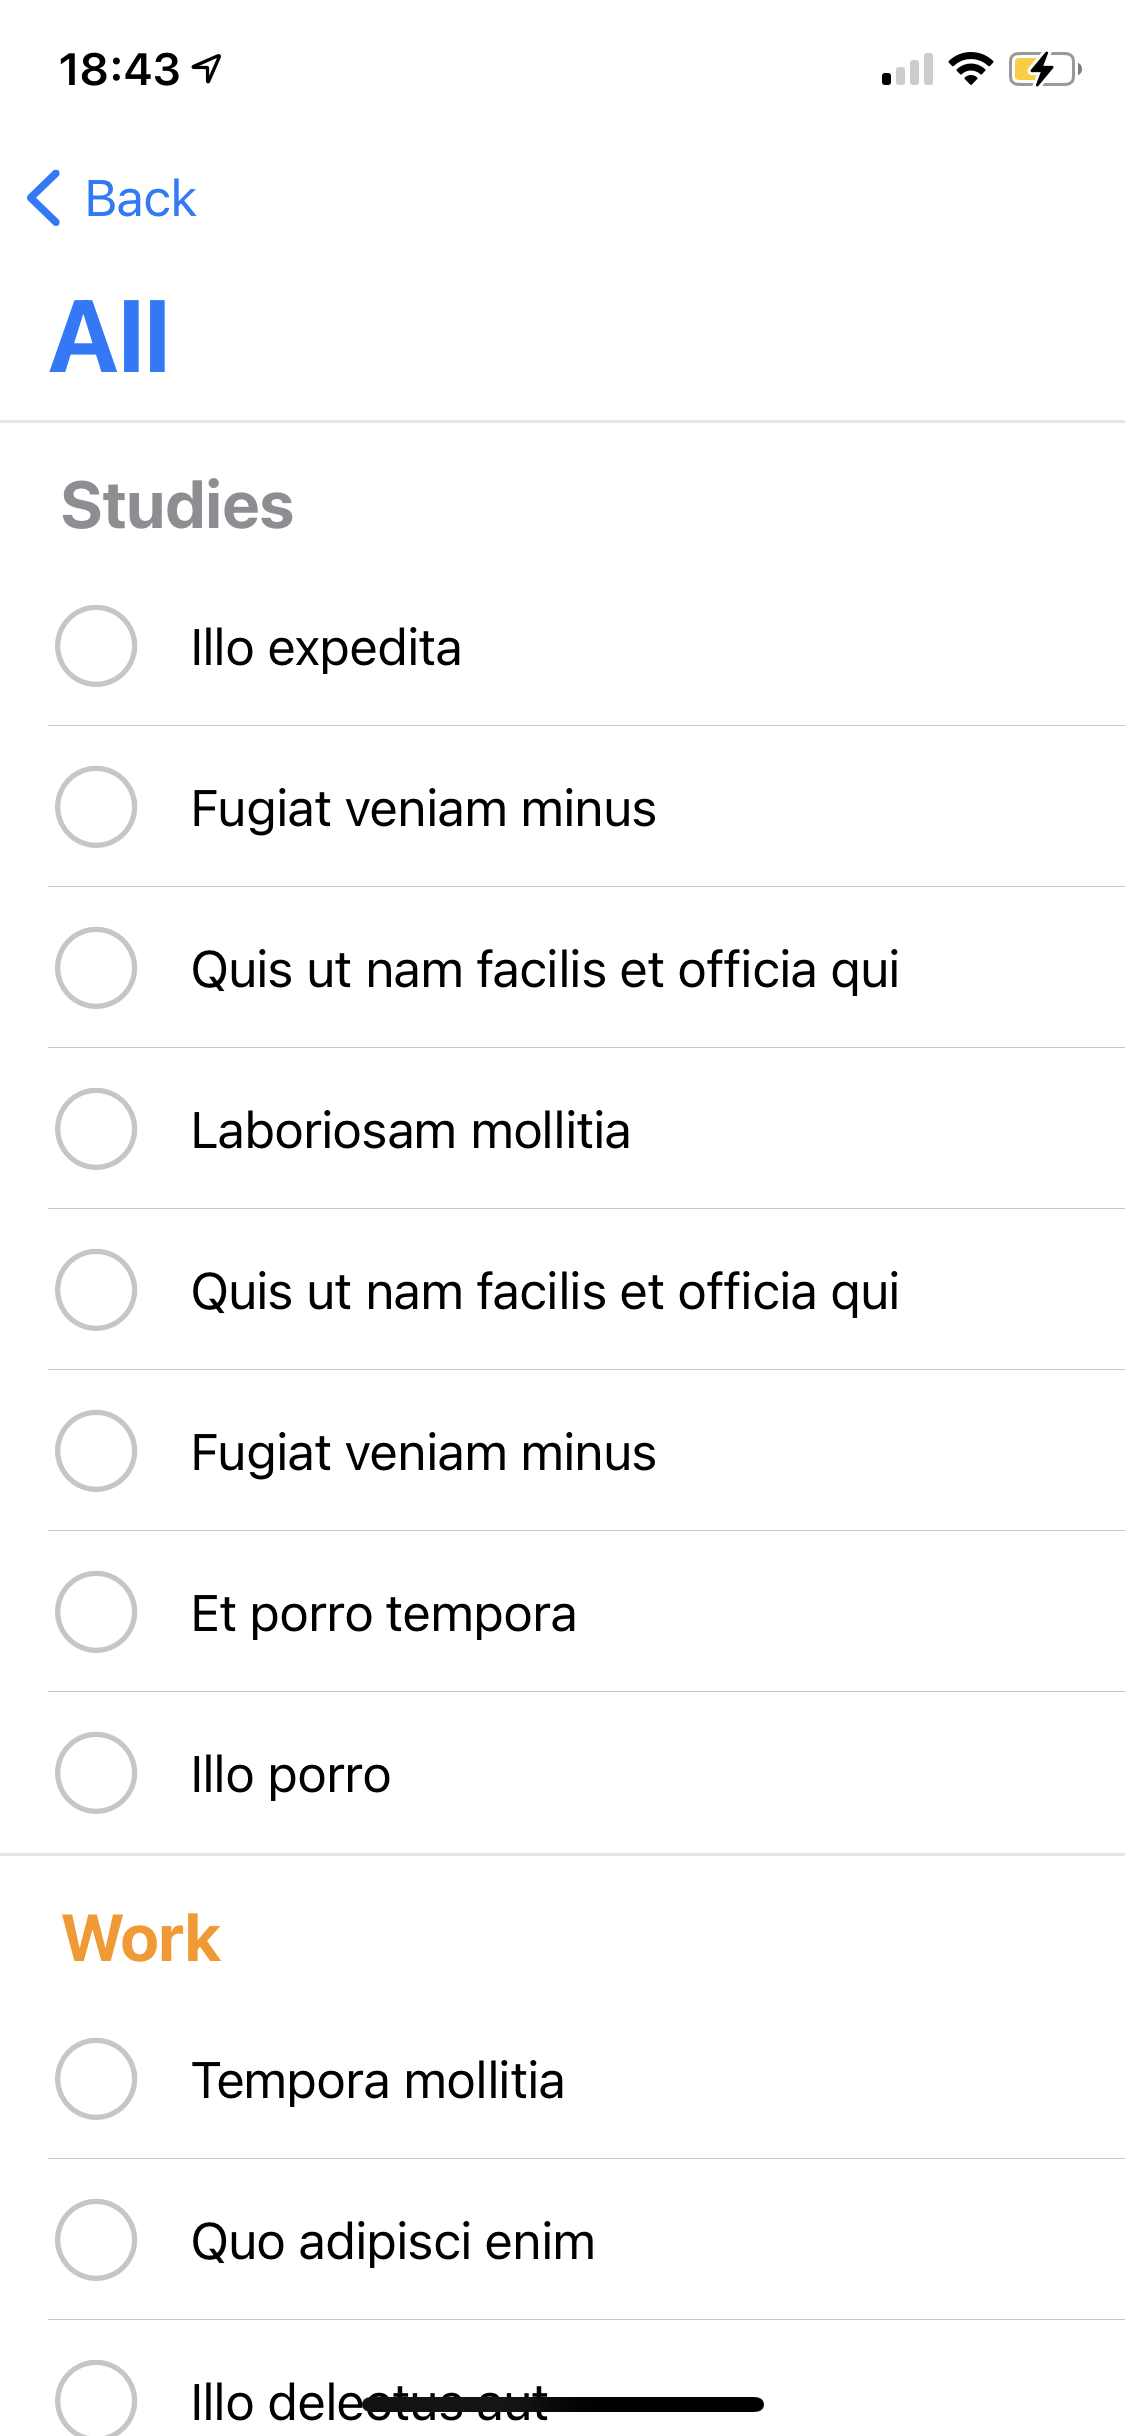 18:43
Back
All
Studies
Illo expedita
Fugiat veniam minus
Quis ut nam facilis et officia qui
Laboriosam mollitia
Quis ut nam facilis et officia qui
Fugiat veniam minus
Et porro tempora
Illo porro
Work
Tempora mollitia
Quo adipisci enim
Illo delectus aut